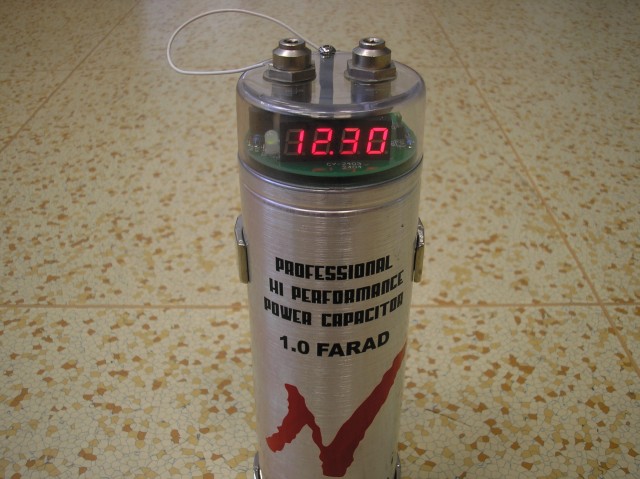 12.30
PROFESSIONAL
HI PERFORMANCE
POWER CAPACITOR
1.0 FARAD